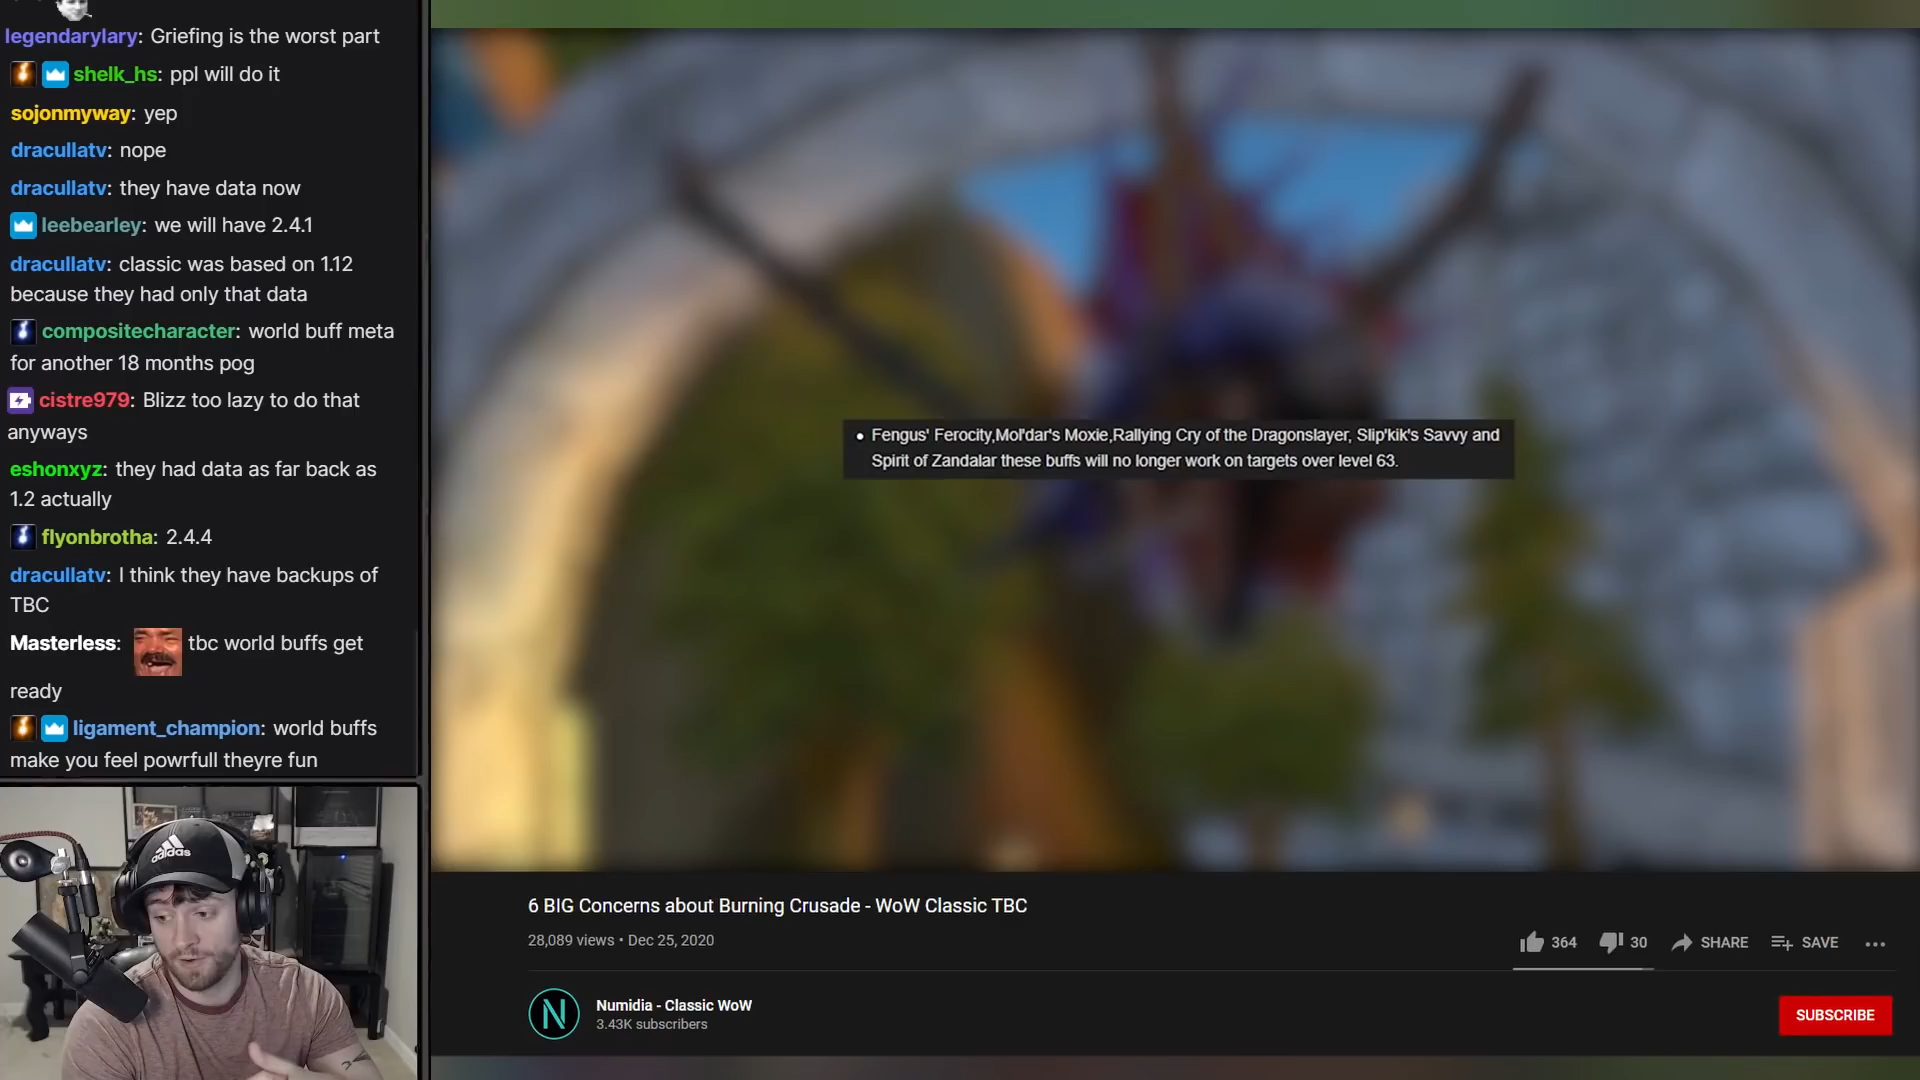 legendarylary: Griefing is the worst part
shelk_hs: ppl will do it
sojonmyway: yep
dracullatv: nope
dracullatv: they have data now
leebearley: we will have 2.4.1
dracullatv: classic was based on 1.12
because they had only that data
compositecharacter: world buff meta
for another 18 months pog
cistre979: Blizz too lazy to do that
anyways
eshonxyz: they had data as far back as
1.2 actually
flyonbrotha: 2.4.4
dracullatv: I think they have backups of
TBC
Masterless: tbc world buffs get
ready
ligament_champion: world buffs
make you feel powrfull theyre fun
adidas
• Fengus' Ferocity,Mol'dar's Moxie,Rallying Cry of the Dragonslayer, Slip'kik's Savvy and
Spirit of Zandalar these buffs will no longer work on targets over level 63.
6 BIG Concerns about Burning Crusade - WoW Classic TBC
28,089 views • Dec 25, 2020
364 30 SHARE SAVE
N
Numidia - Classic WoW
3.43K subscribers
SUBSCRIBE